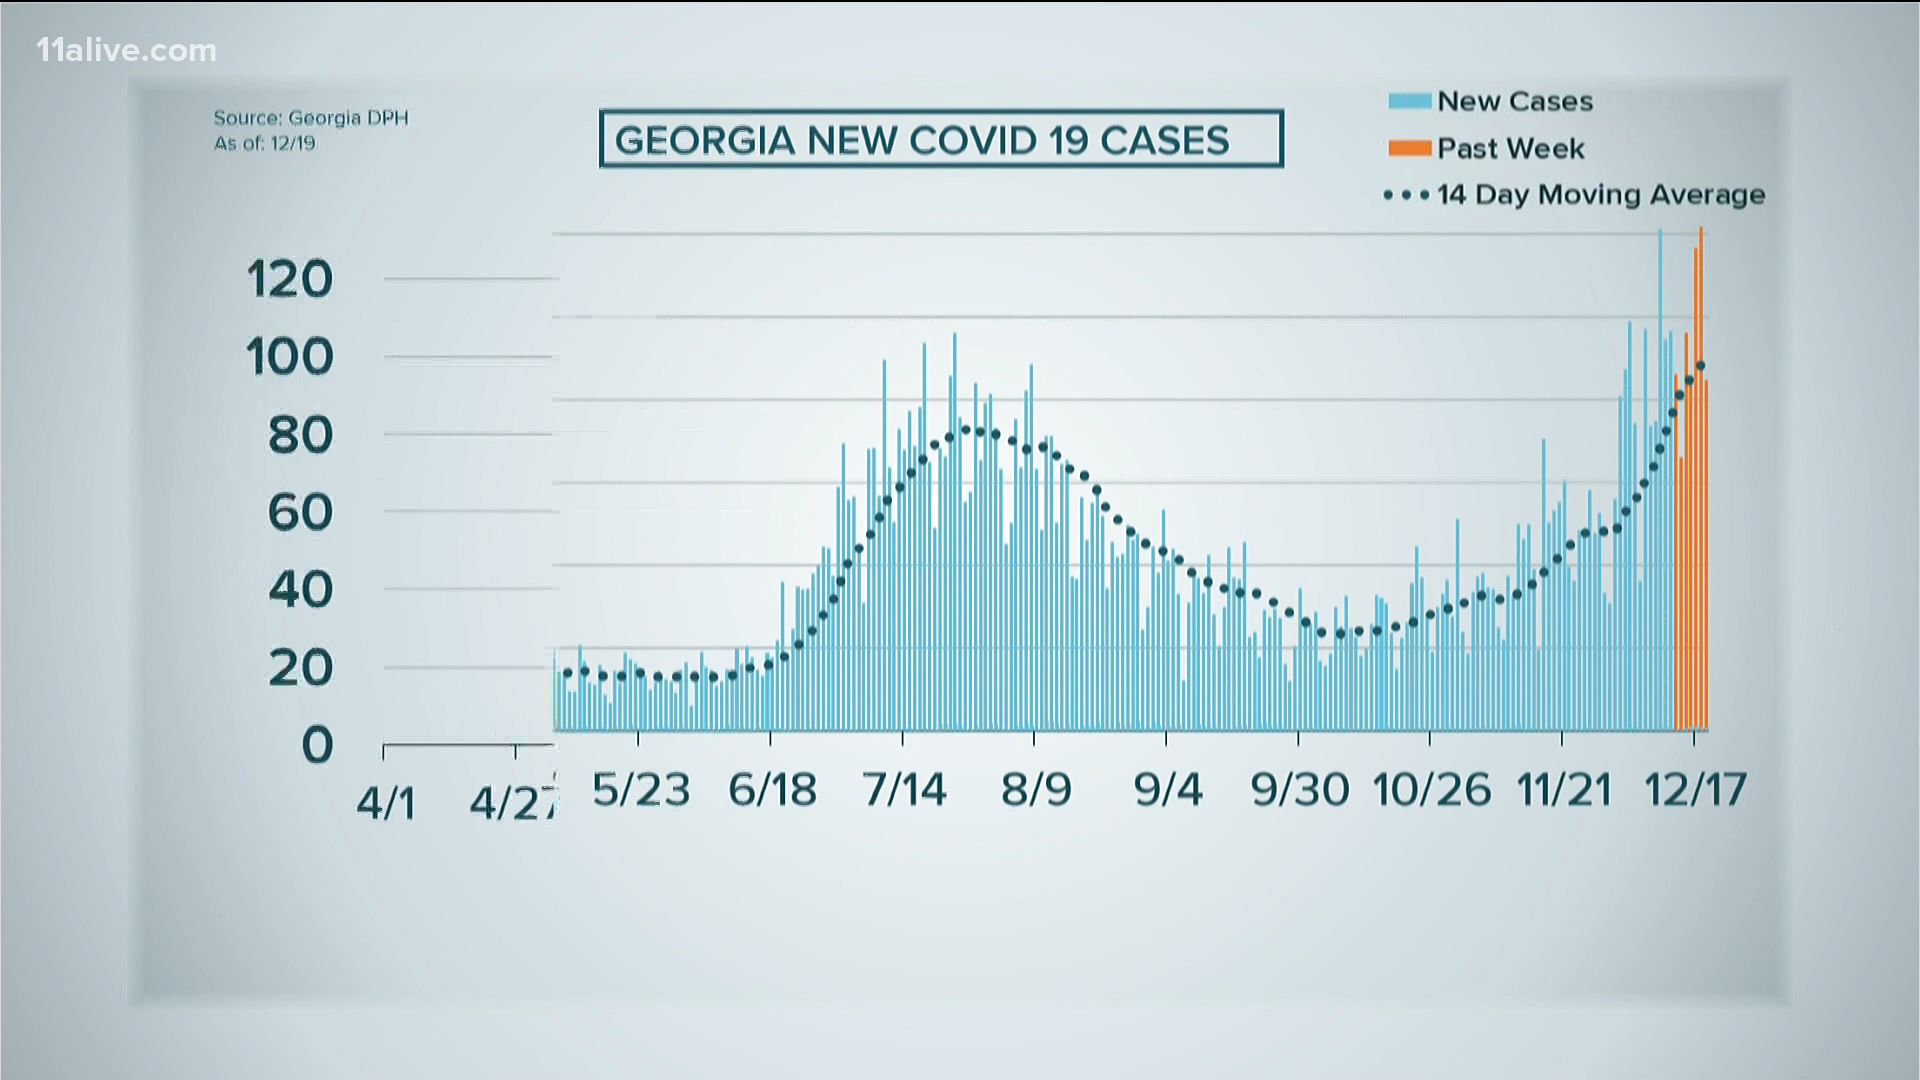 11alive.com
Source: Georgia DPH
As of: 12/19
GEORGIA NEW COVID 19 CASES
New Cases
Past Week
14 Day Moving Average
120
100
80
60
40
20
0
4/1 4/27 5/23 6/18 7/14 8/9 9/4 9/30 10/26 11/21 12/17